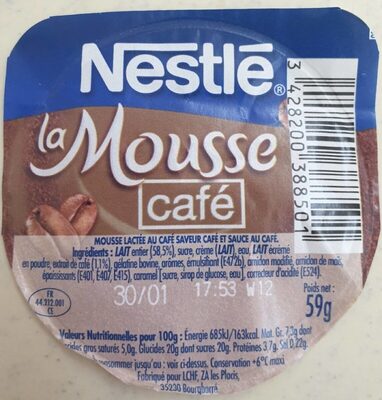 Nestlé®
la Mousse
café
3 428200 388501
MOUSSE LACTÉE AU CAFÉ SAVEUR CAFÉ ET SAUCE AU CAFÉ.
Ingrédients : LAIT entier (58,5%), sucre, crème (LAIT), eau, LAIT écrémé
en poudre, extrait de café (1,1%), gélatine bovine, arômes, émulsifiant (E472b), amidon modifié, amidon de maïs,
épaississants (E401, E407, E415), caramel (sucre, sirop de glucose, eau), correcteur d'acidité (E524).
FR
44.212.001
CE
30/01 17:53 W12
Poids net :
59g
Valeurs Nutritionnelles pour 100g : Énergie 685kJ/163kcal. Mat. Gr. 7,3g dont
acides gras saturés 5,0g. Glucides 20g dont sucres 20g. Protéines 3,7g. Sel 0,22g.
consommer jusqu'au : voir ci-dessus. Conservation +6°C maxi
Fabriqué pour LCHF, ZA les Placis,
35230 Bourgbarré